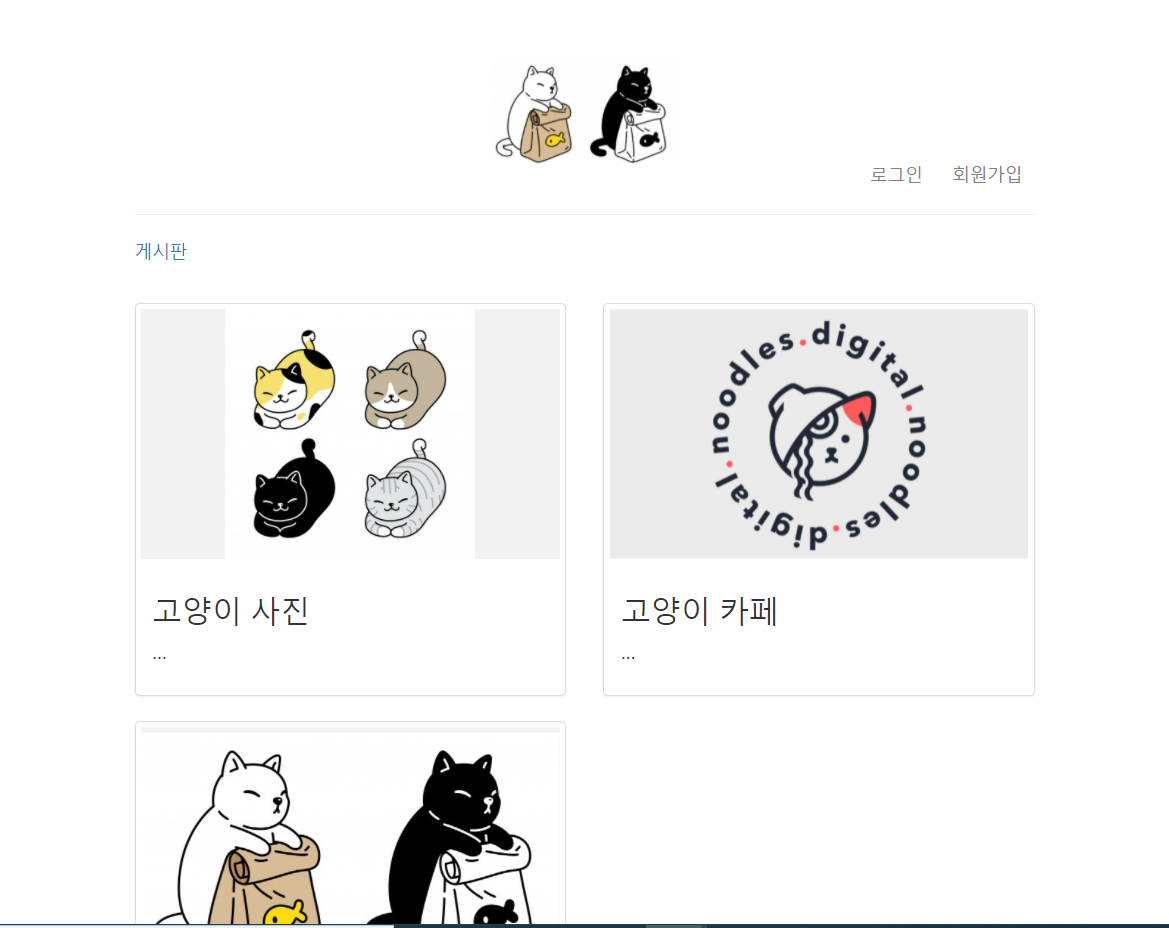 로그인 회원가입
게시판
noodles.digital.noodles.digital.
고양이 사진
...
고양이 카페
...